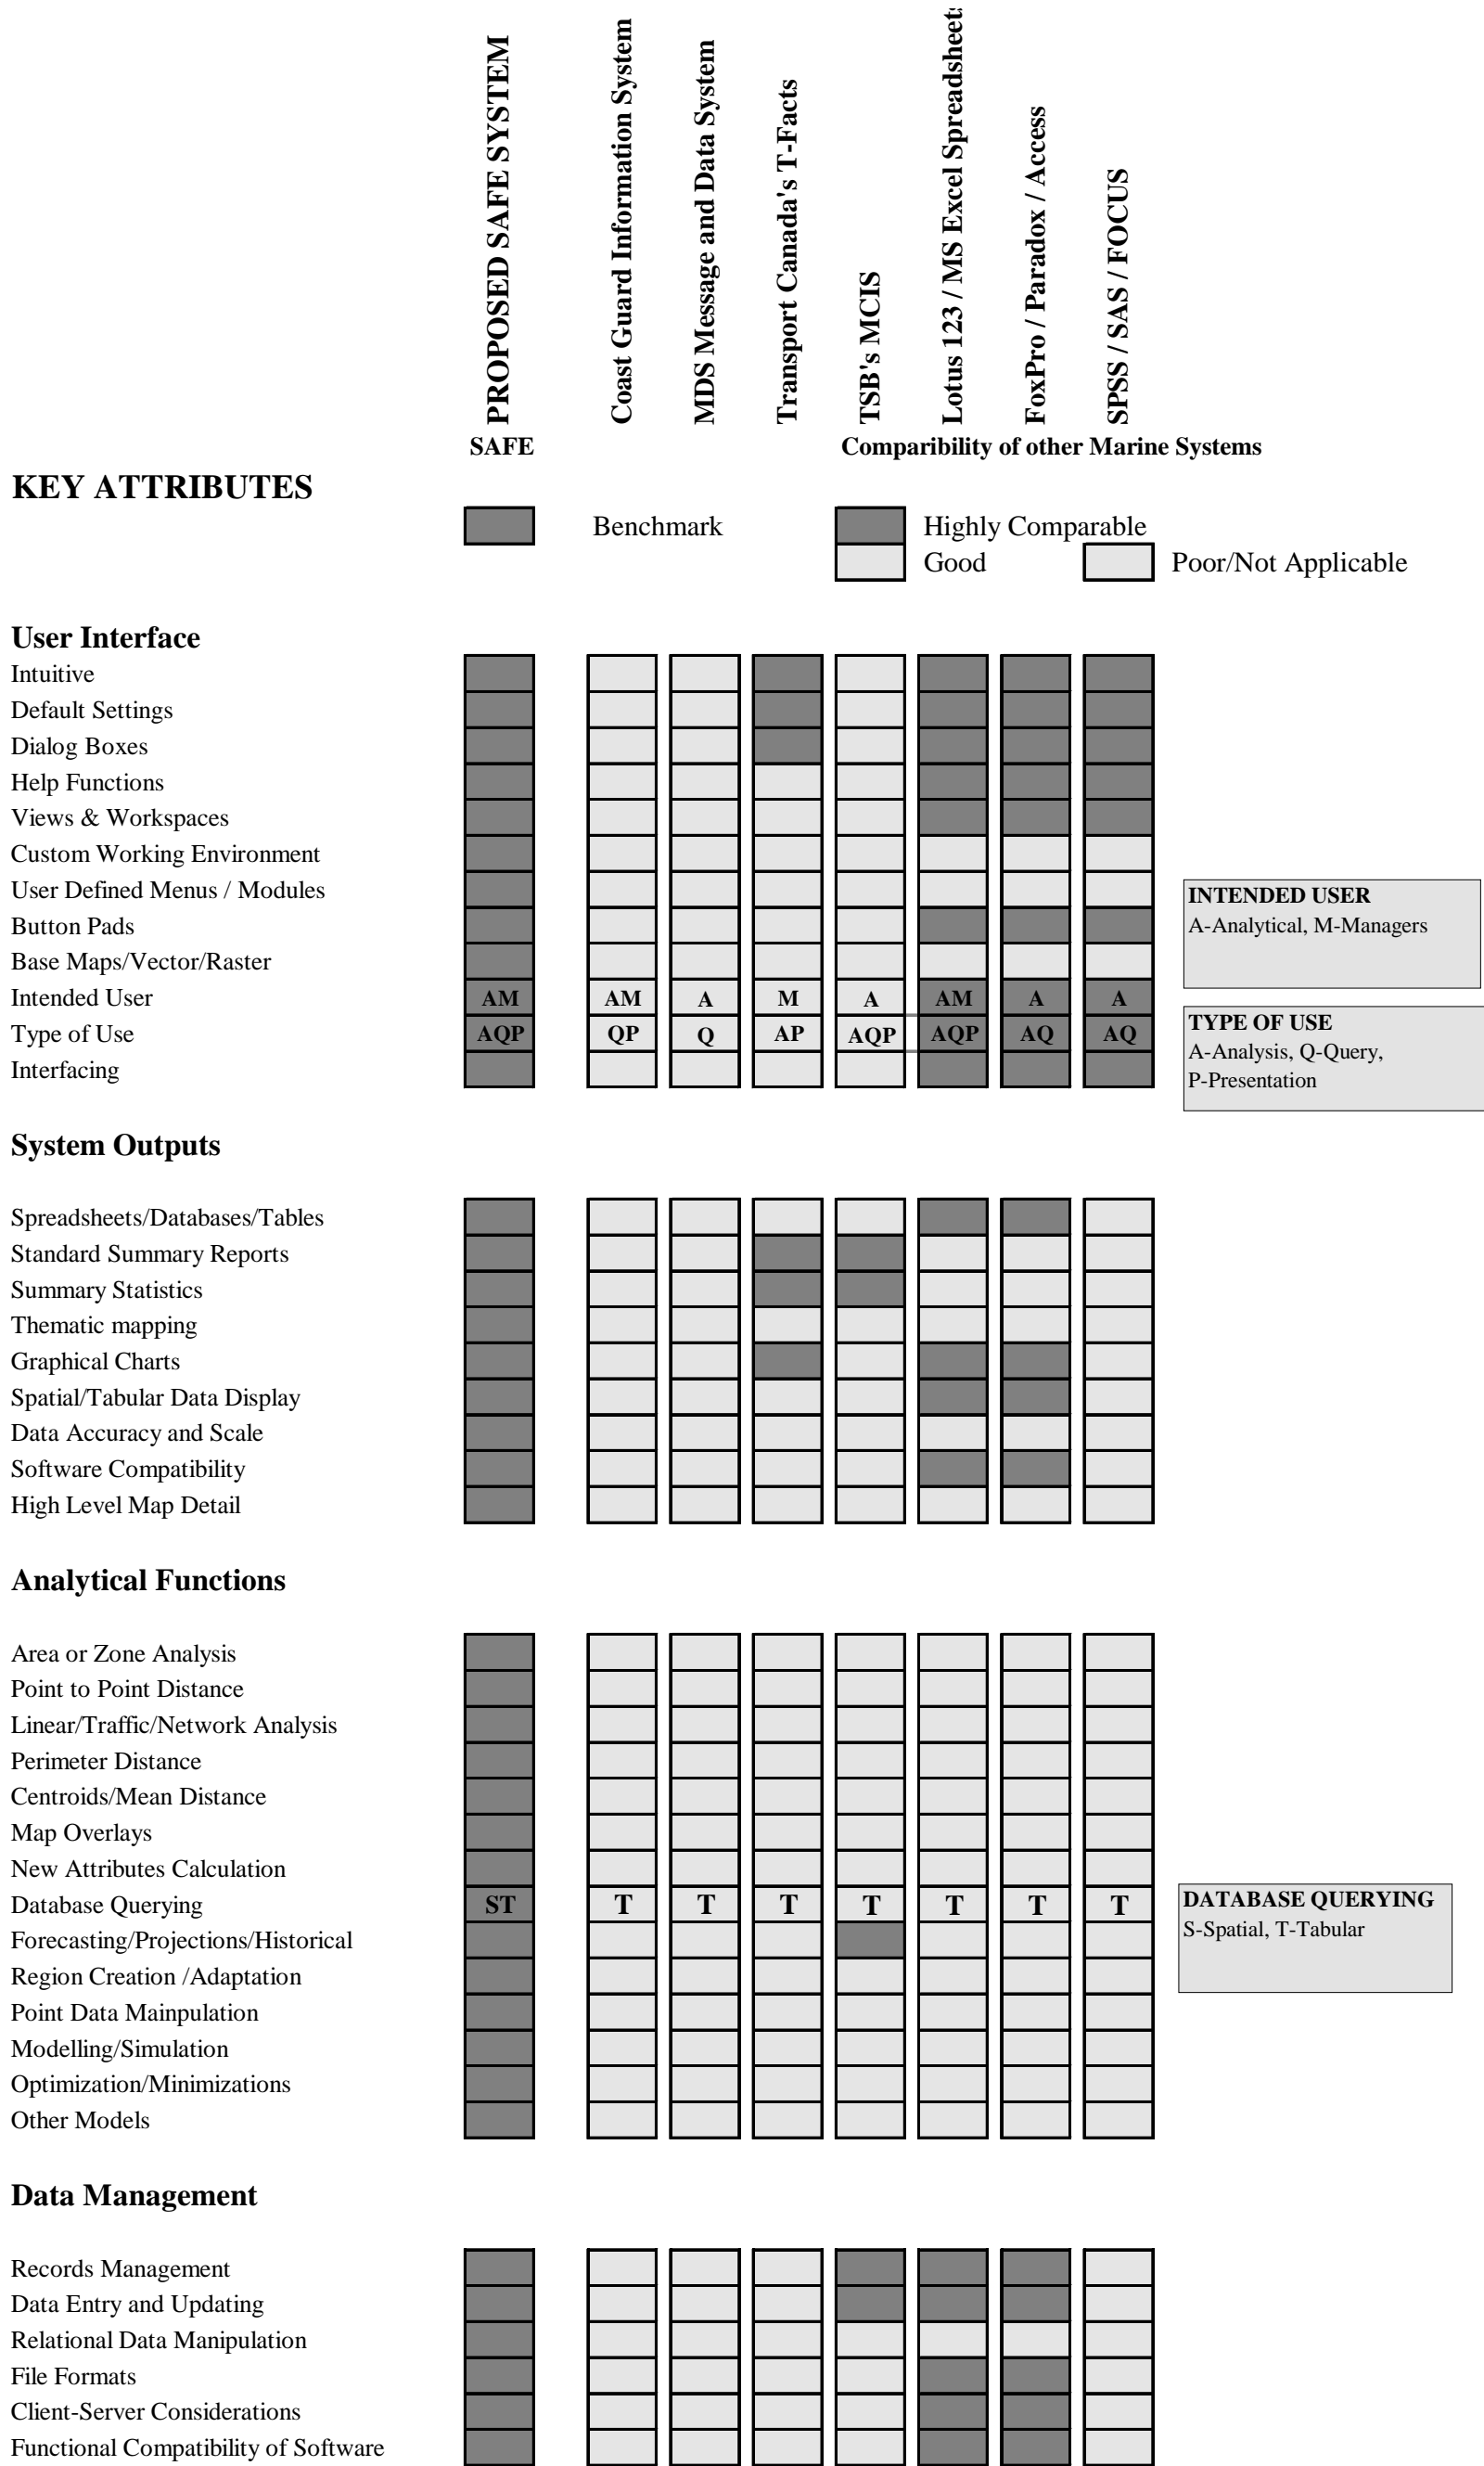 PROPOSED SAFE SYSTEM
Coast Guard Information System
MDS Message and Data System
Transport Canada's T-Facts
TSB's MCIS
Lotus 123 / MS Excel Spreadsheets
FoxPro / Paradox / Access
SPSS / SAS / FOCUS
SAFE Comparibility of other Marine Systems
KEY ATTRIBUTES
Benchmark Highly Comparable
Good Poor/Not Applicable
User Interface
Intuitive
Default Settings
Dialog Boxes
Help Functions
Views & Workspaces
Custom Working Environment
User Defined Menus / Modules
Button Pads
Base Maps/Vector/Raster
Intended User AM AM A M A AM A A
Type of Use AQP QP Q AP AQP AQP AQ AQ
Interfacing
INTENDED USER
A-Analytical, M-Managers
TYPE OF USE
A-Analysis, Q-Query,
P-Presentation
System Outputs
Spreadsheets/Databases/Tables
Standard Summary Reports
Summary Statistics
Thematic mapping
Graphical Charts
Spatial/Tabular Data Display
Data Accuracy and Scale
Software Compatibility
High Level Map Detail
Analytical Functions
Area or Zone Analysis
Point to Point Distance
Linear/Traffic/Network Analysis
Perimeter Distance
Centroids/Mean Distance
Map Overlays
New Attributes Calculation
Database Querying ST T T T T T T T
Forecasting/Projections/Historical
Region Creation /Adaptation
Point Data Mainpulation
Modelling/Simulation
Optimization/Minimizations
Other Models
DATABASE QUERYING
S-Spatial, T-Tabular
Data Management
Records Management
Data Entry and Updating
Relational Data Manipulation
File Formats
Client-Server Considerations
Functional Compatibility of Software